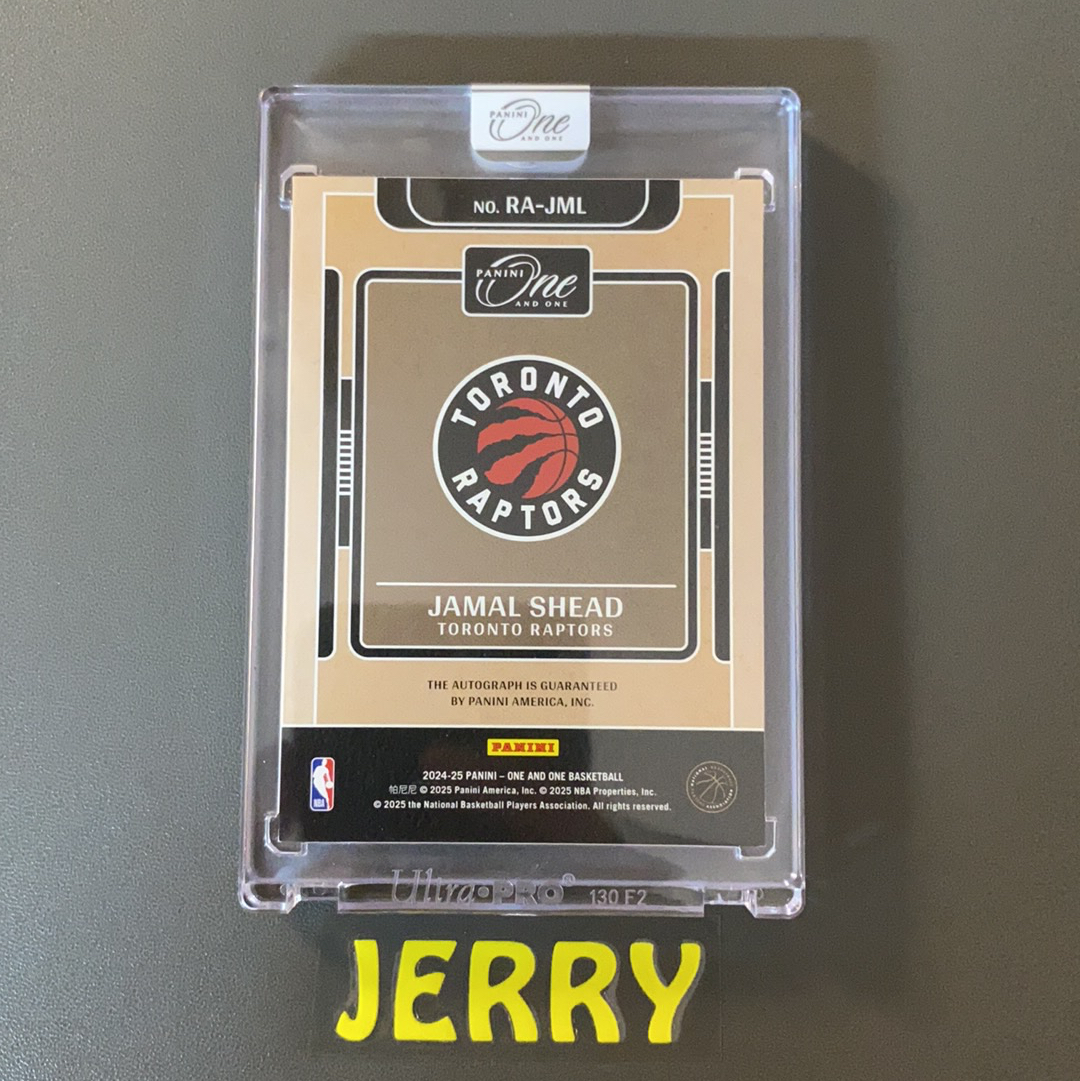 PANINI One
AND ONE
NO. RA-JML
PANINI One
AND ONE
TORONTO
RAPTORS
JAMAL SHEAD
TORONTO RAPTORS
THE AUTOGRAPH IS GUARANTEED
BY PANINI AMERICA, INC.
PANINI
2024-25 PANINI – ONE AND ONE BASKETBALL
帕尼尼 © 2025 Panini America, Inc. © 2025 NBA Properties, Inc.
© 2025 the National Basketball Players Association. All rights reserved.
NBA
Ultra·PRO® 130 F2
JERRY